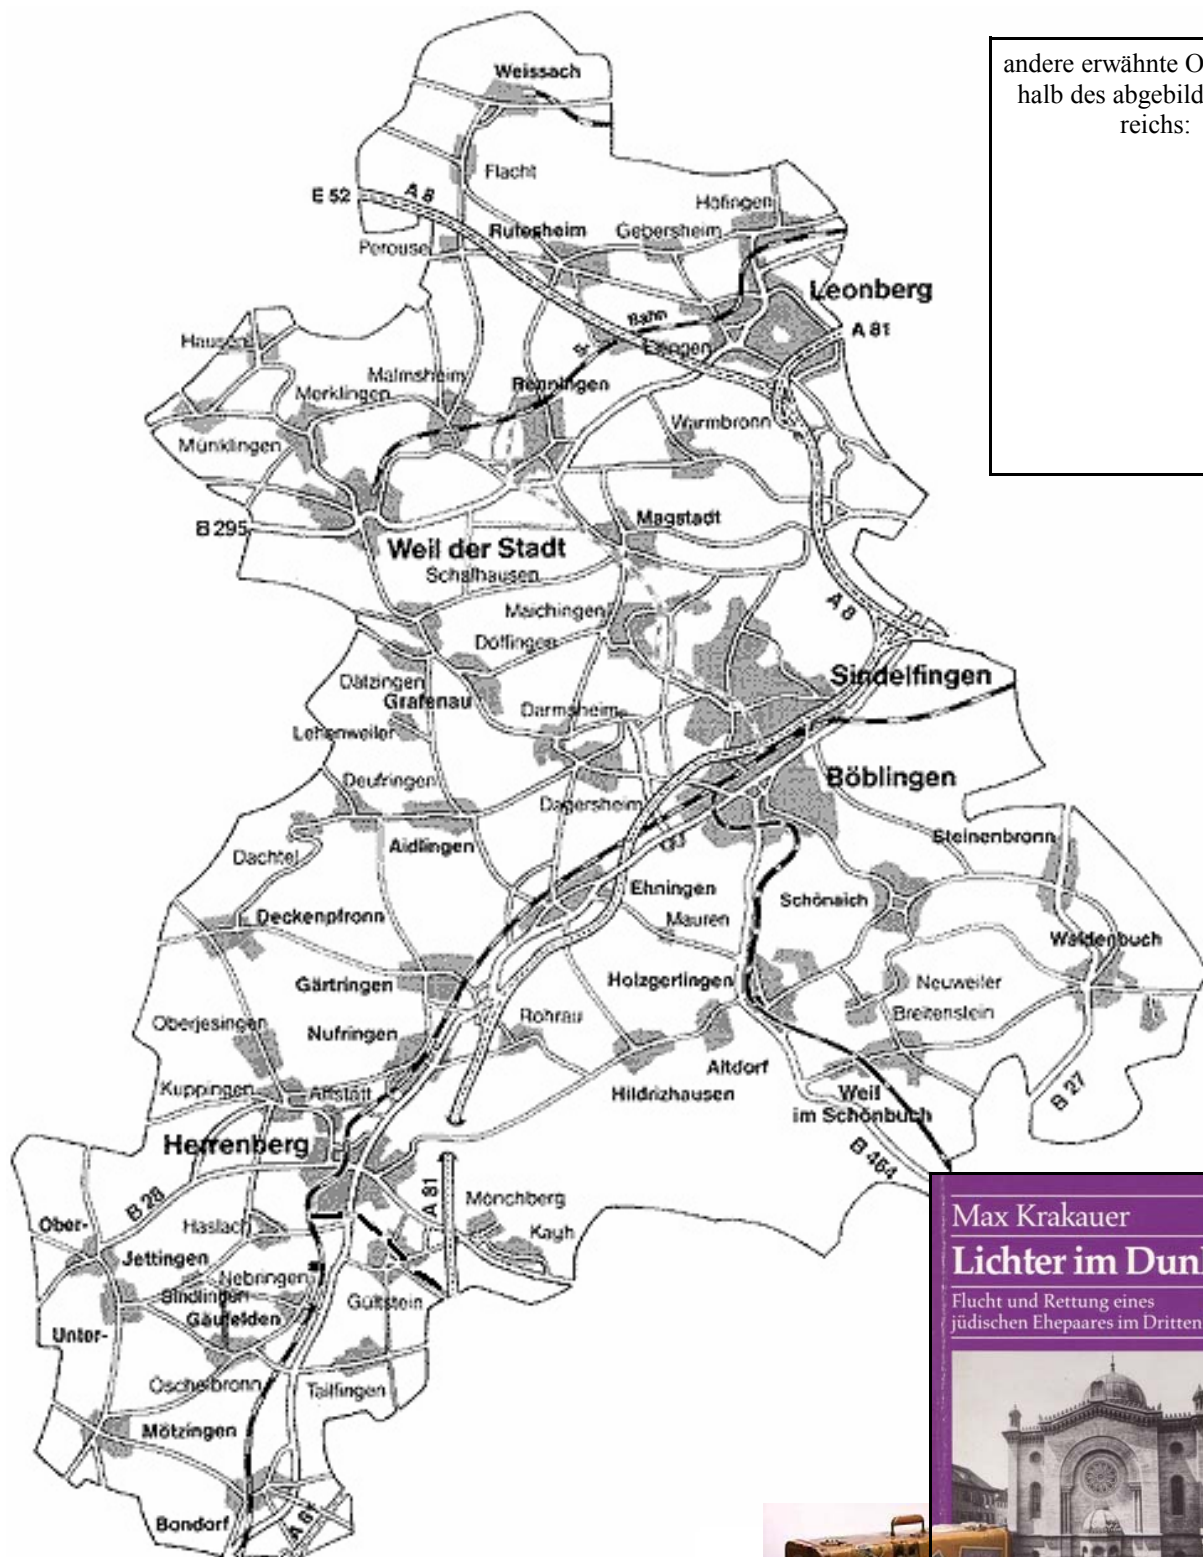 andere erwähnte O
halb des abgebild
reichs:
Weissach
Flacht
E 52
A 8
Höfingen
Rutesheim
Gebersheim
Perouse
Leonberg
Bahn
S-
A 81
Eltingen
Hausen
Malmsheim
Renningen
Merklingen
Warmbronn
Münklingen
B 295
Magstadt
Weil der Stadt
Schafhausen
Maichingen
A 8
Döffingen
Sindelfingen
Dätzingen
Grafenau
Darmsheim
Lehenweiler
Deufringen
Böblingen
Dagersheim
Steinenbronn
Aidlingen
Dachtel
Ehningen
Schönaich
Deckenpfronn
Mauren
Waldenbuch
Gärtringen
Holzgerlingen
Neuweiler
Rohrau
Breitenstein
Oberjesingen
Nufringen
Altdorf
Kuppingen
Affstätt
Hildrizhausen
Weil
im Schönbuch
B 27
Herrenberg
B 464
A 81
Mönchberg
B 28
Ober-
Haslach
Kayh
Jettingen
Nebringen
Sindlingen
Gültstein
Gäufelden
Unter-
Öschelbronn
Tailfingen
Mötzingen
Bondorf
A 81
Max Krakauer
Lichter im Dun
Flucht und Rettung eines
jüdischen Ehepaares im Dritten